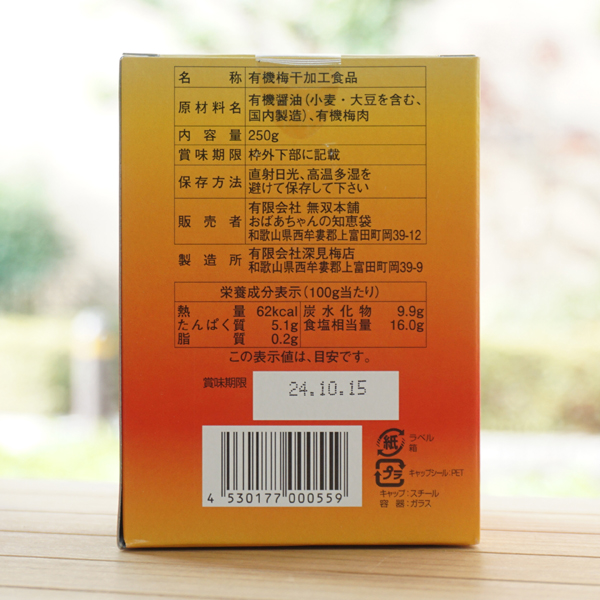 名称 有機梅干加工食品
原材料名 有機醤油(小麦・大豆を含む、
国内製造)、有機梅肉
内容量 250g
賞味期限 枠外下部に記載
保存方法 直射日光、高温多湿を
避けて保存して下さい
販売者 有限会社 無双本舗
おばあちゃんの知恵袋
和歌山県西牟婁郡上富田町岡39-12
製造所 有限会社深見梅店
和歌山県西牟婁郡上富田町岡39-9
栄養成分表示(100g当たり)
熱量 62kcal 炭水化物 9.9g
たんぱく質 5.1g 食塩相当量 16.0g
脂質 0.2g
この表示値は、目安です。
賞味期限 24.10.15
紙 ラベル
箱
プラ キャップシール:PET
キャップ:スチール
容器:ガラス
4 530177 000559